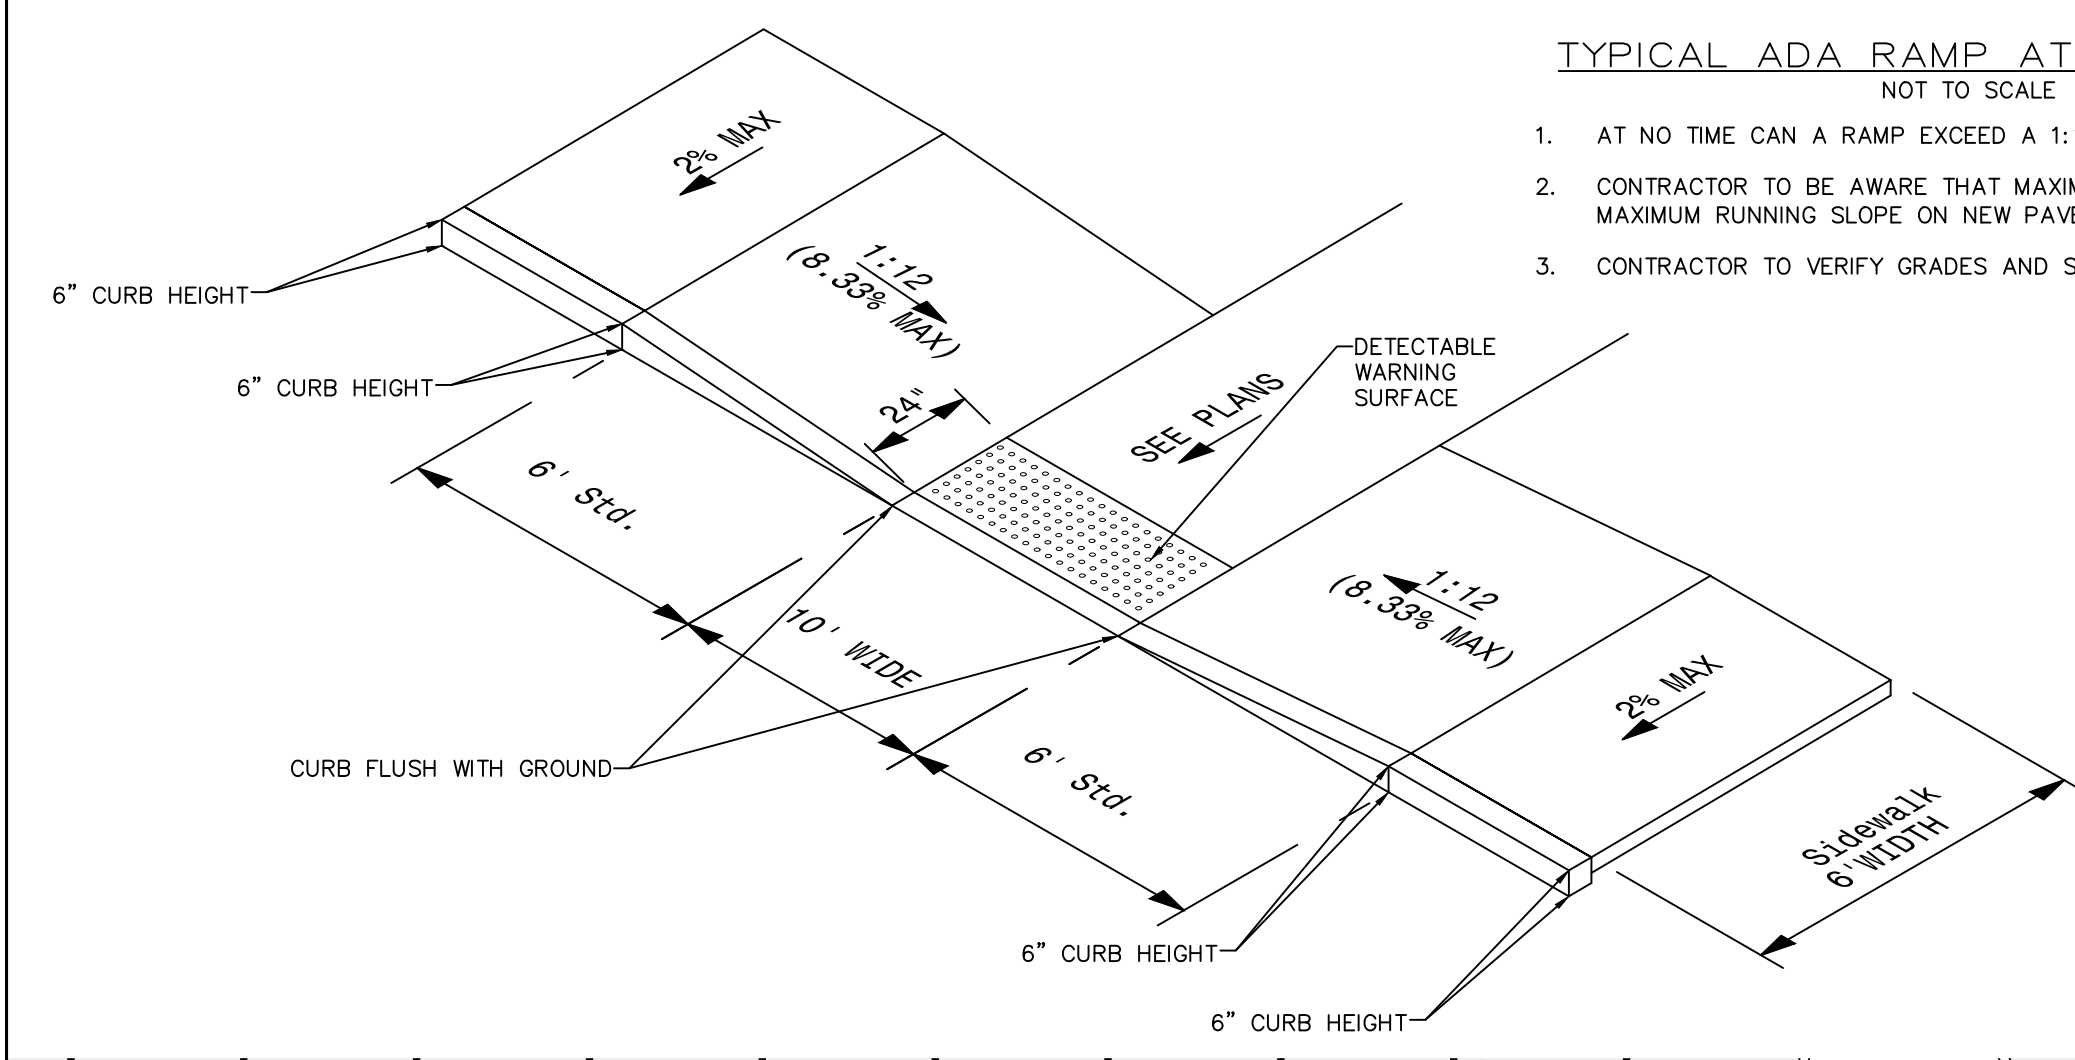 TYPICAL ADA RAMP AT
NOT TO SCALE
1. AT NO TIME CAN A RAMP EXCEED A 1:
2. CONTRACTOR TO BE AWARE THAT
MAXIMUM RUNNING SLOPE ON NEW
3. CONTRACTOR TO VERIFY GRADES AND
2% MAX
6" CURB HEIGHT
1:12
(8.33% MAX)
6" CURB HEIGHT
24"
DETECTABLE
WARNING
SURFACE
SEE PLANS
6' Std.
10' WIDE
1:12
(8.33% MAX)
2% MAX
CURB FLUSH WITH GROUND
6' Std.
Sidewalk
6'WIDTH
6" CURB HEIGHT
6" CURB HEIGHT